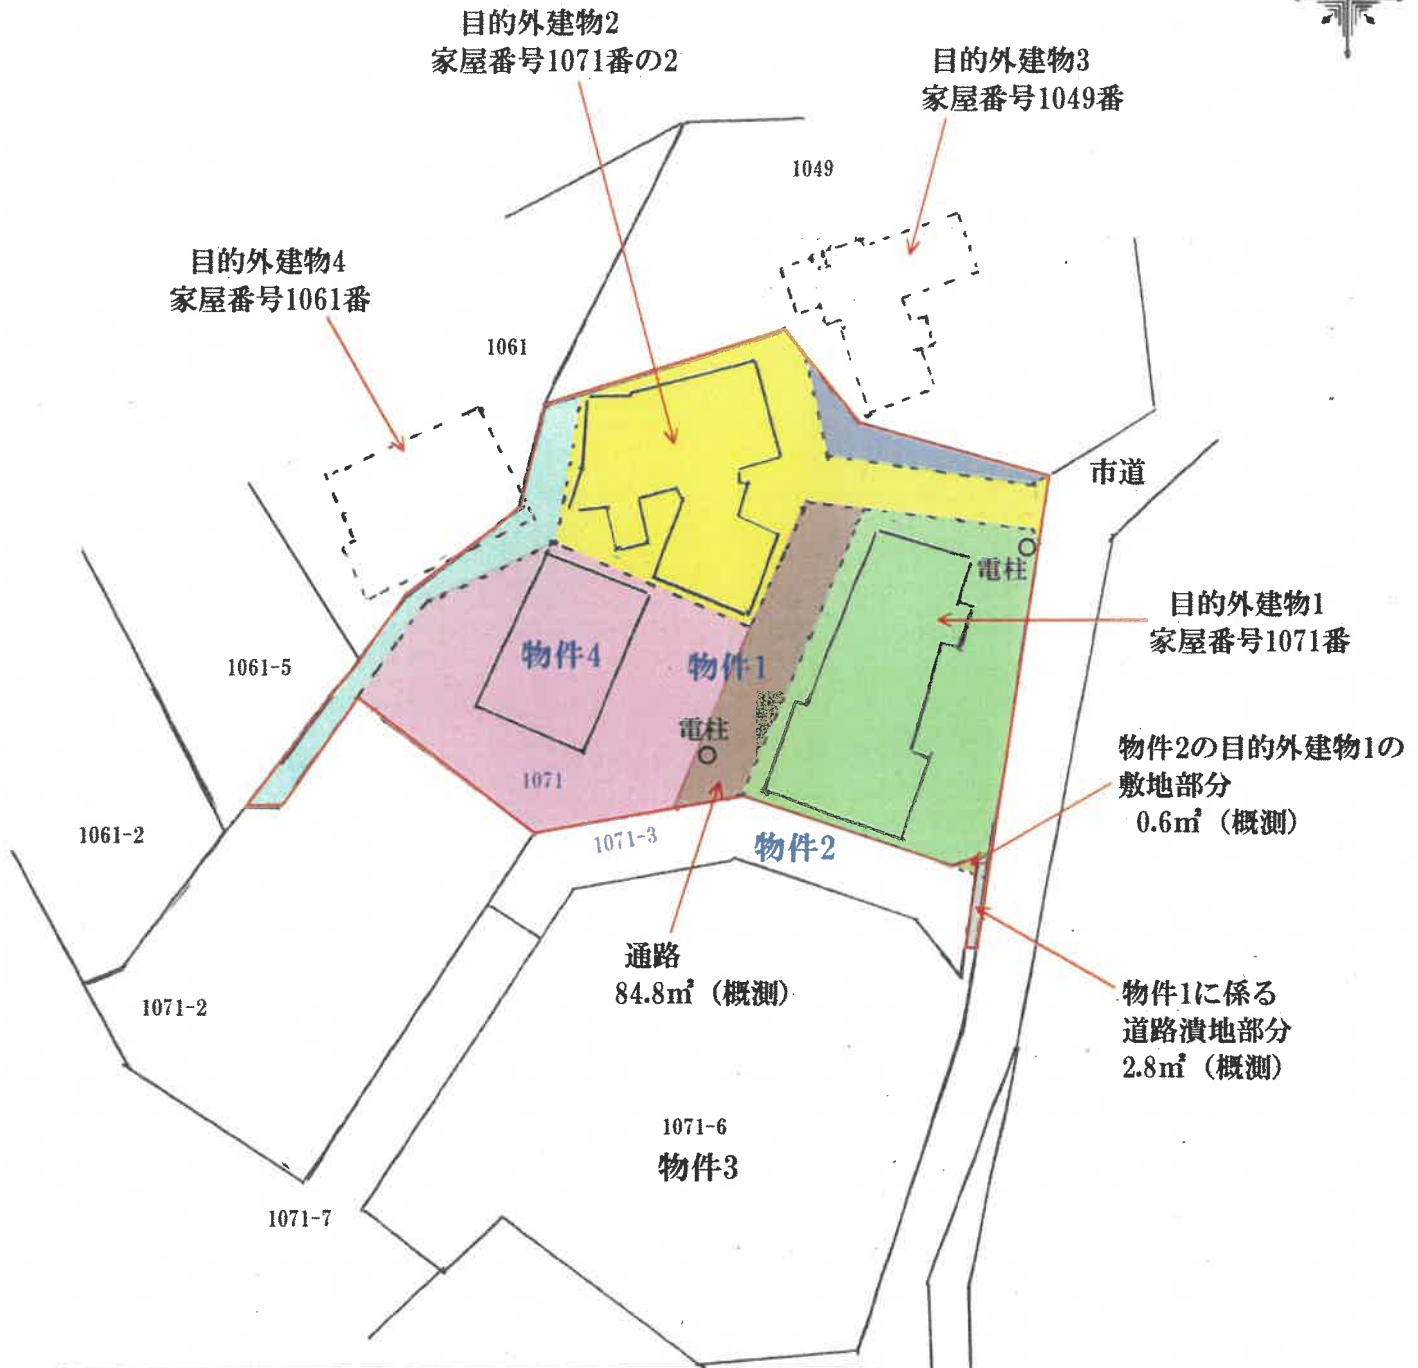 目的外建物2
家屋番号1071番の2
目的外建物3
家屋番号1049番
1049
目的外建物4
家屋番号1061番
1061
市道
電柱
目的外建物1
家屋番号1071番
物件4
物件1
1061-5
電柱
物件2の目的外建物1の
敷地部分
0.6㎡（概測）
1071
1061-2
1071-3
物件2
通路
84.8㎡（概測）
物件1に係る
道路潰地部分
2.8㎡（概測）
1071-2
1071-6
物件3
1071-7